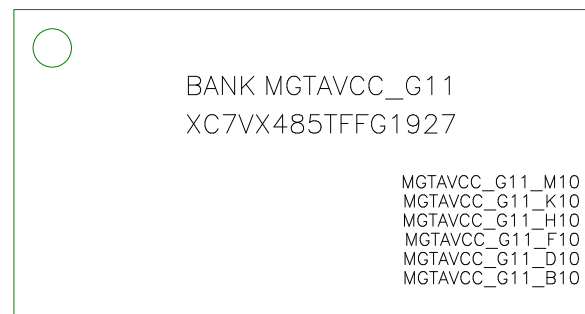 BANK MGTAVCC_G11
XC7VX485TFFG1927
MGTAVCC_G11_M10
MGTAVCC_G11_K10
MGTAVCC_G11_H10
MGTAVCC_G11_F10
MGTAVCC_G11_D10
MGTAVCC_G11_B10